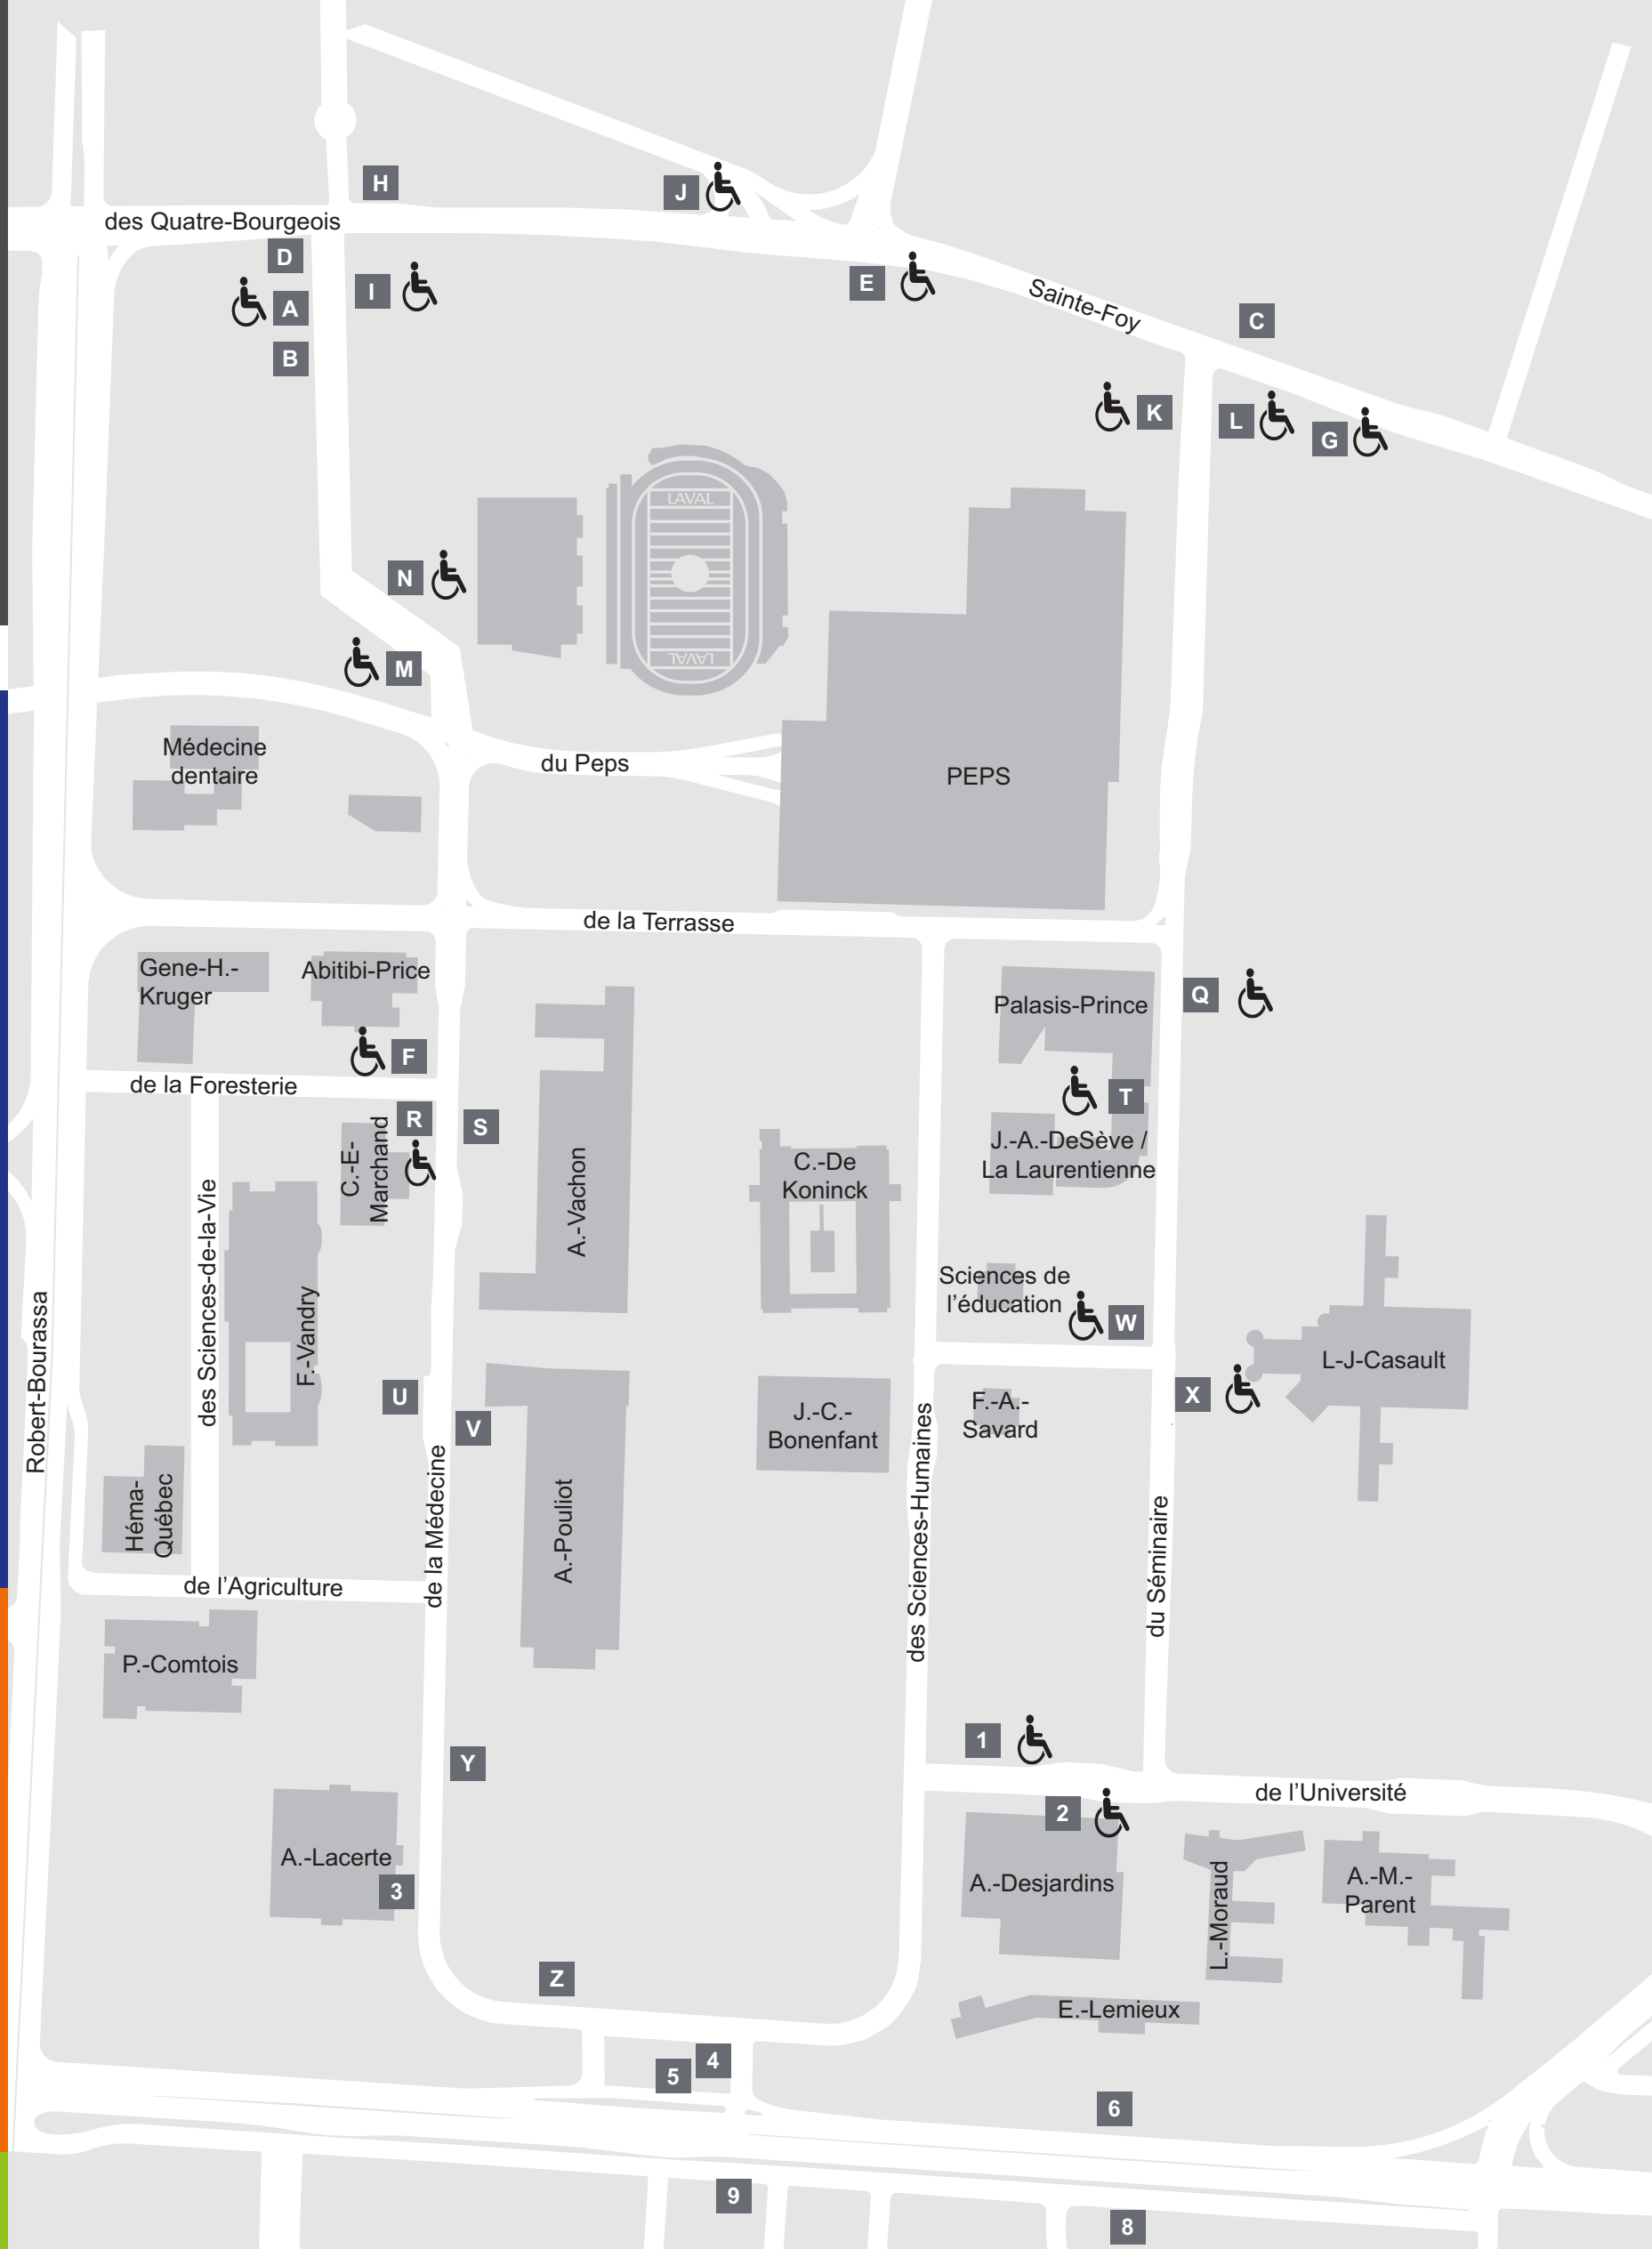 H
J
des Quatre-Bourgeois
D
I
E
A
Sainte-Foy
C
B
K
L
G
LAVAL
N
LAVAL
M
Médecine
dentaire
du Peps
PEPS
de la Terrasse
Gene-H.-
Kruger
Abitibi-Price
Palasis-Prince
Q
F
de la Foresterie
T
R
S
C.-E-
Marchand
J.-A.-DeSève /
La Laurentienne
C.-De
Koninck
A.-Vachon
des Sciences-de-la-Vie
Sciences de
l'éducation
W
F.-Vandry
Robert-Bourassa
L-J-Casault
U
X
V
F.-A.-
Savard
J.-C.-
Bonenfant
Héma-
Québec
de la Médecine
A.-Pouliot
des Sciences-Humaines
du Séminaire
de l'Agriculture
P.-Comtois
1
Y
de l'Université
2
A.-Lacerte
3
A.-Desjardins
L.-Moraud
A.-M.-
Parent
Z
E.-Lemieux
4
5
6
9
8